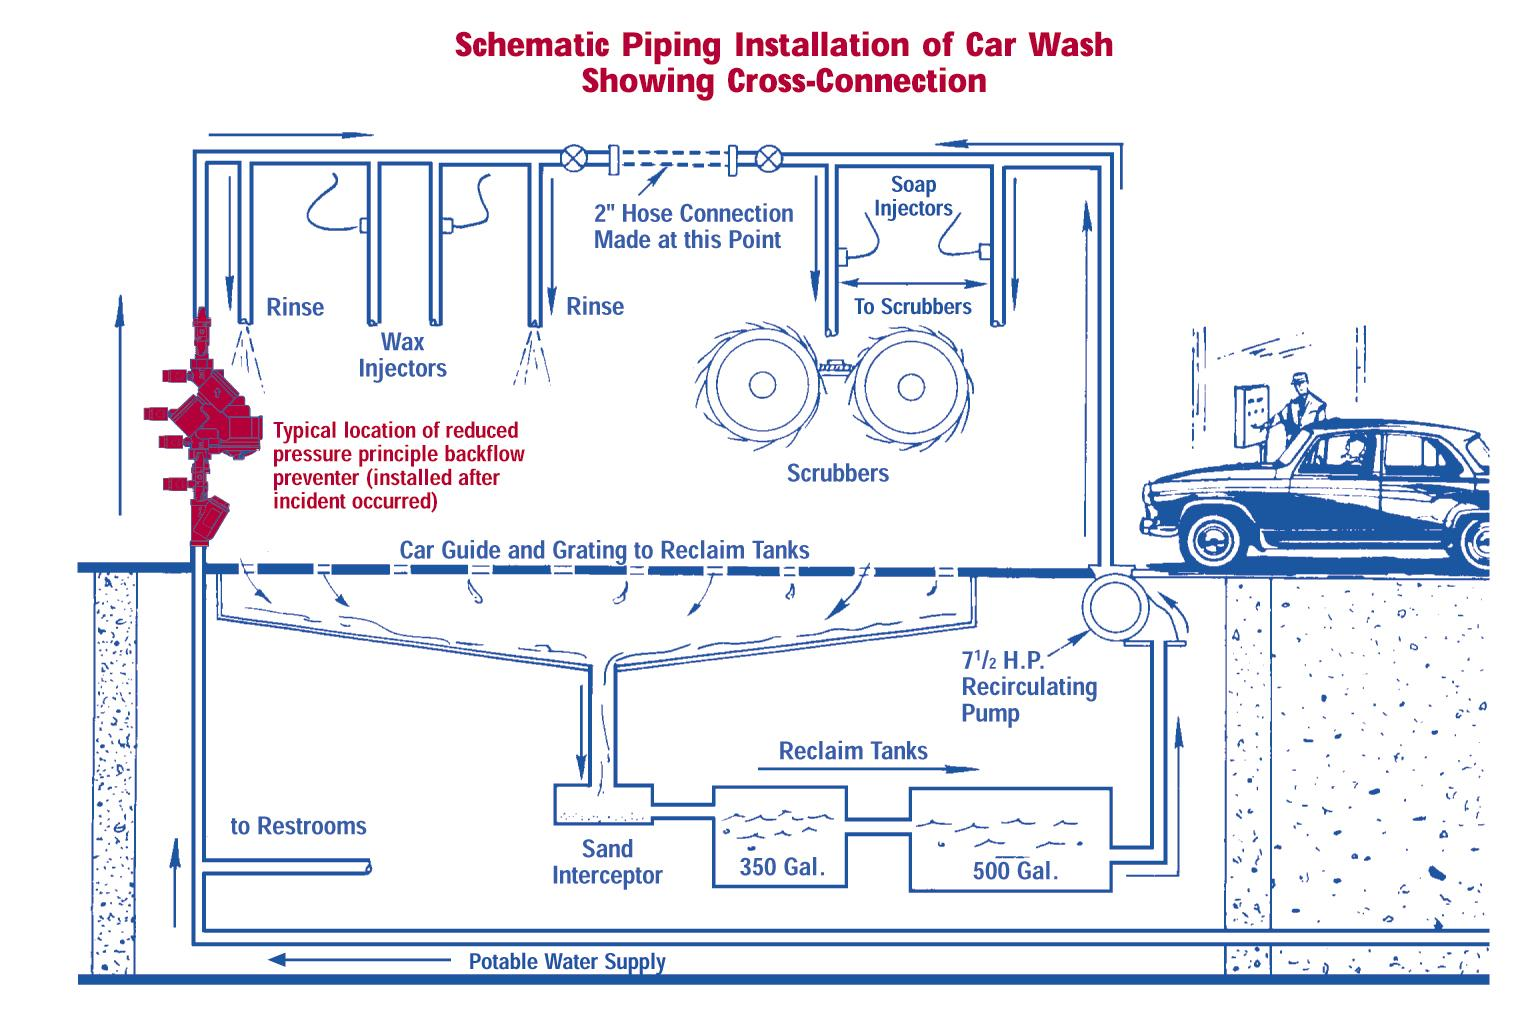 Schematic Piping Installation of Car Wash
Showing Cross-Connection
2" Hose Connection
Made at this Point
Soap
Injectors
Rinse
Wax
Injectors
Rinse
To Scrubbers
Scrubbers
Typical location of reduced
pressure principle backflow
preventer (installed after
incident occurred)
Car Guide and Grating to Reclaim Tanks
7 1/2 H.P.
Recirculating
Pump
Reclaim Tanks
to Restrooms
Sand
Interceptor
350 Gal.
500 Gal.
Potable Water Supply